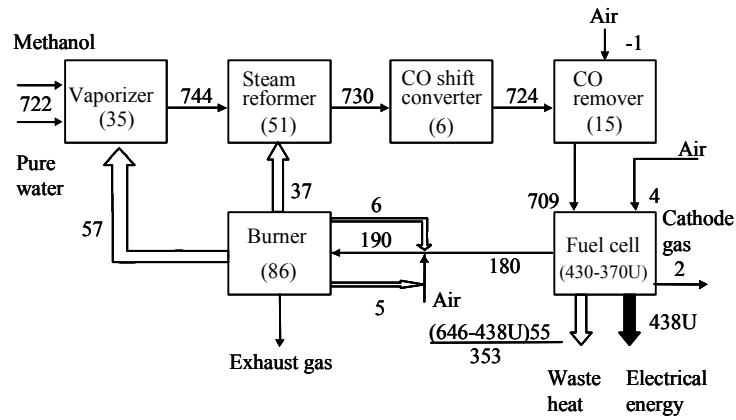 Methanol
722
Pure
water
Vaporizer
(35)
744
Steam
reformer
(51)
730
CO shift
converter
(6)
724
Air
-1
CO
remover
(15)
709
Air
4
57
37
Burner
(86)
6
190
180
5
Air
Exhaust gas
Fuel cell
(430-370U)
Cathode
gas
2
(646-438U)55
353
438U
Waste
heat
Electrical
energy